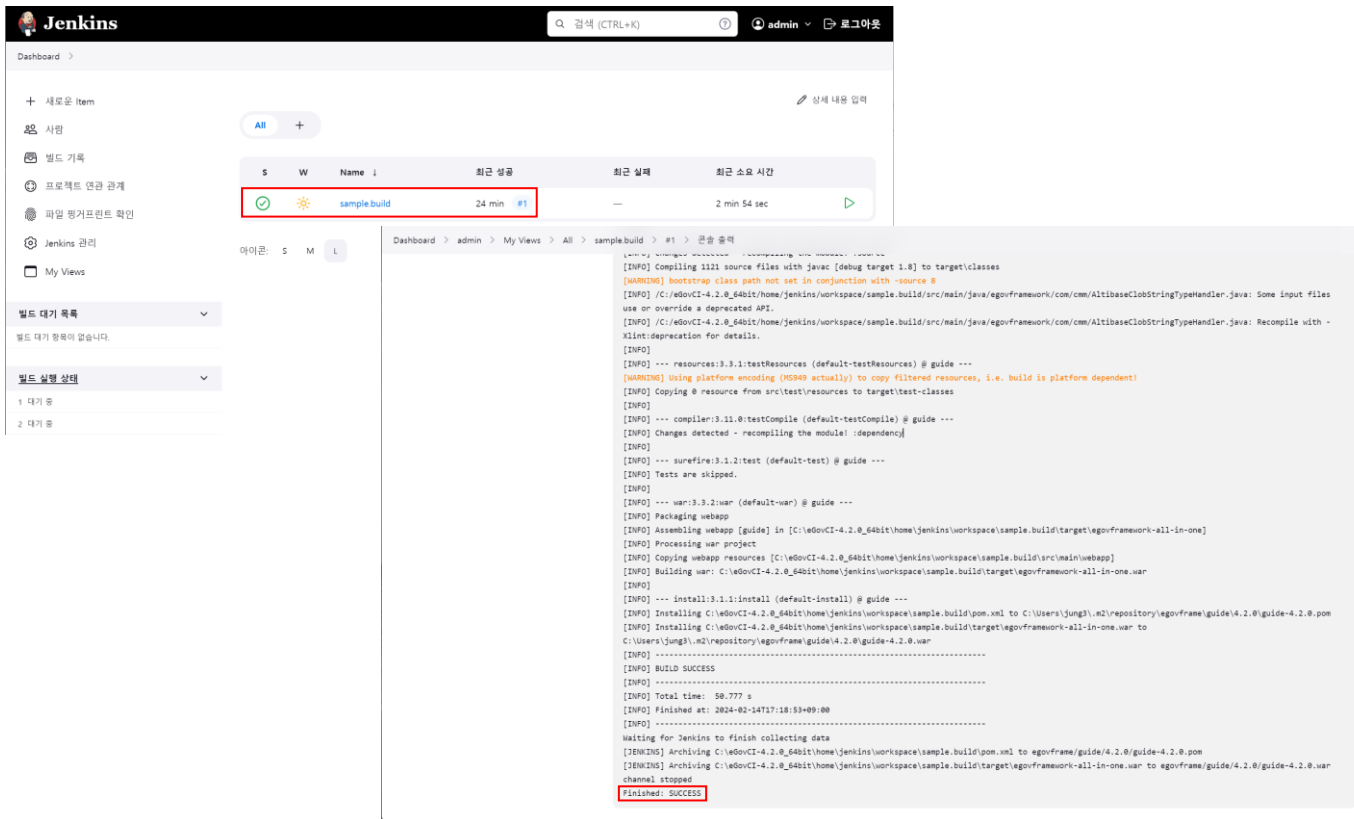 Jenkins
검색 (CTRL+K)
admin
로그아웃
Dashboard >
+ 새로운 Item
사람
빌드 기록
프로젝트 연관 관계
파일 핑거프린트 확인
Jenkins 관리
My Views
상세 내용 입력
All +
S W Name ↓ 최근 성공 최근 실패 최근 소요 시간
sample.build 24 min #1 — 2 min 54 sec
아이콘: S M L
빌드 대기 목록
빌드 대기 항목이 없습니다.
빌드 실행 상태
1 대기 중
2 대기 중
Dashboard > admin > My Views > All > sample.build > #1 > 콘솔 출력
[INFO] Changes detected - recompiling the module! :source
[INFO] Compiling 1121 source files with javac [debug target 1.8] to target\classes
[WARNING] bootstrap class path not set in conjunction with -source 8
[INFO] /C:/eGovCI-4.2.0_64bit/home/jenkins/workspace/sample.build/src/main/java/egovframework/com/cmm/AltibaseClobStringTypeHandler.java: Some input files
use or override a deprecated API.
[INFO] /C:/eGovCI-4.2.0_64bit/home/jenkins/workspace/sample.build/src/main/java/egovframework/com/cmm/AltibaseClobStringTypeHandler.java: Recompile with -
Xlint:deprecation for details.
[INFO]
[INFO] --- resources:3.3.1:testResources (default-testResources) @ guide ---
[WARNING] Using platform encoding (MS949 actually) to copy filtered resources, i.e. build is platform dependent!
[INFO] Copying 0 resource from src\test\resources to target\test-classes
[INFO]
[INFO] --- compiler:3.11.0:testCompile (default-testCompile) @ guide ---
[INFO] Changes detected - recompiling the module! :dependency
[INFO]
[INFO] --- surefire:3.1.2:test (default-test) @ guide ---
[INFO] Tests are skipped.
[INFO]
[INFO] --- war:3.3.2:war (default-war) @ guide ---
[INFO] Packaging webapp
[INFO] Assembling webapp [guide] in [C:\eGovCI-4.2.0_64bit\home\jenkins\workspace\sample.build\target\egovframework-all-in-one]
[INFO] Processing war project
[INFO] Copying webapp resources [C:\eGovCI-4.2.0_64bit\home\jenkins\workspace\sample.build\src\main\webapp]
[INFO] Building war: C:\eGovCI-4.2.0_64bit\home\jenkins\workspace\sample.build\target\egovframework-all-in-one.war
[INFO]
[INFO] --- install:3.1.1:install (default-install) @ guide ---
[INFO] Installing C:\eGovCI-4.2.0_64bit\home\jenkins\workspace\sample.build\pom.xml to C:\Users\jung3\.m2\repository\egovframe\guide\4.2.0\guide-4.2.0.pom
[INFO] Installing C:\eGovCI-4.2.0_64bit\home\jenkins\workspace\sample.build\target\egovframework-all-in-one.war to
C:\Users\jung3\.m2\repository\egovframe\guide\4.2.0\guide-4.2.0.war
[INFO] ------------------------------------------------------------------------
[INFO] BUILD SUCCESS
[INFO] ------------------------------------------------------------------------
[INFO] Total time:  50.777 s
[INFO] Finished at: 2024-02-14T17:18:53+09:00
[INFO] ------------------------------------------------------------------------
Waiting for Jenkins to finish collecting data
[JENKINS] Archiving C:\eGovCI-4.2.0_64bit\home\jenkins\workspace\sample.build\pom.xml to egovframe/guide/4.2.0/guide-4.2.0.pom
[JENKINS] Archiving C:\eGovCI-4.2.0_64bit\home\jenkins\workspace\sample.build\target\egovframework-all-in-one.war to egovframe/guide/4.2.0/guide-4.2.0.war
channel stopped
Finished: SUCCESS